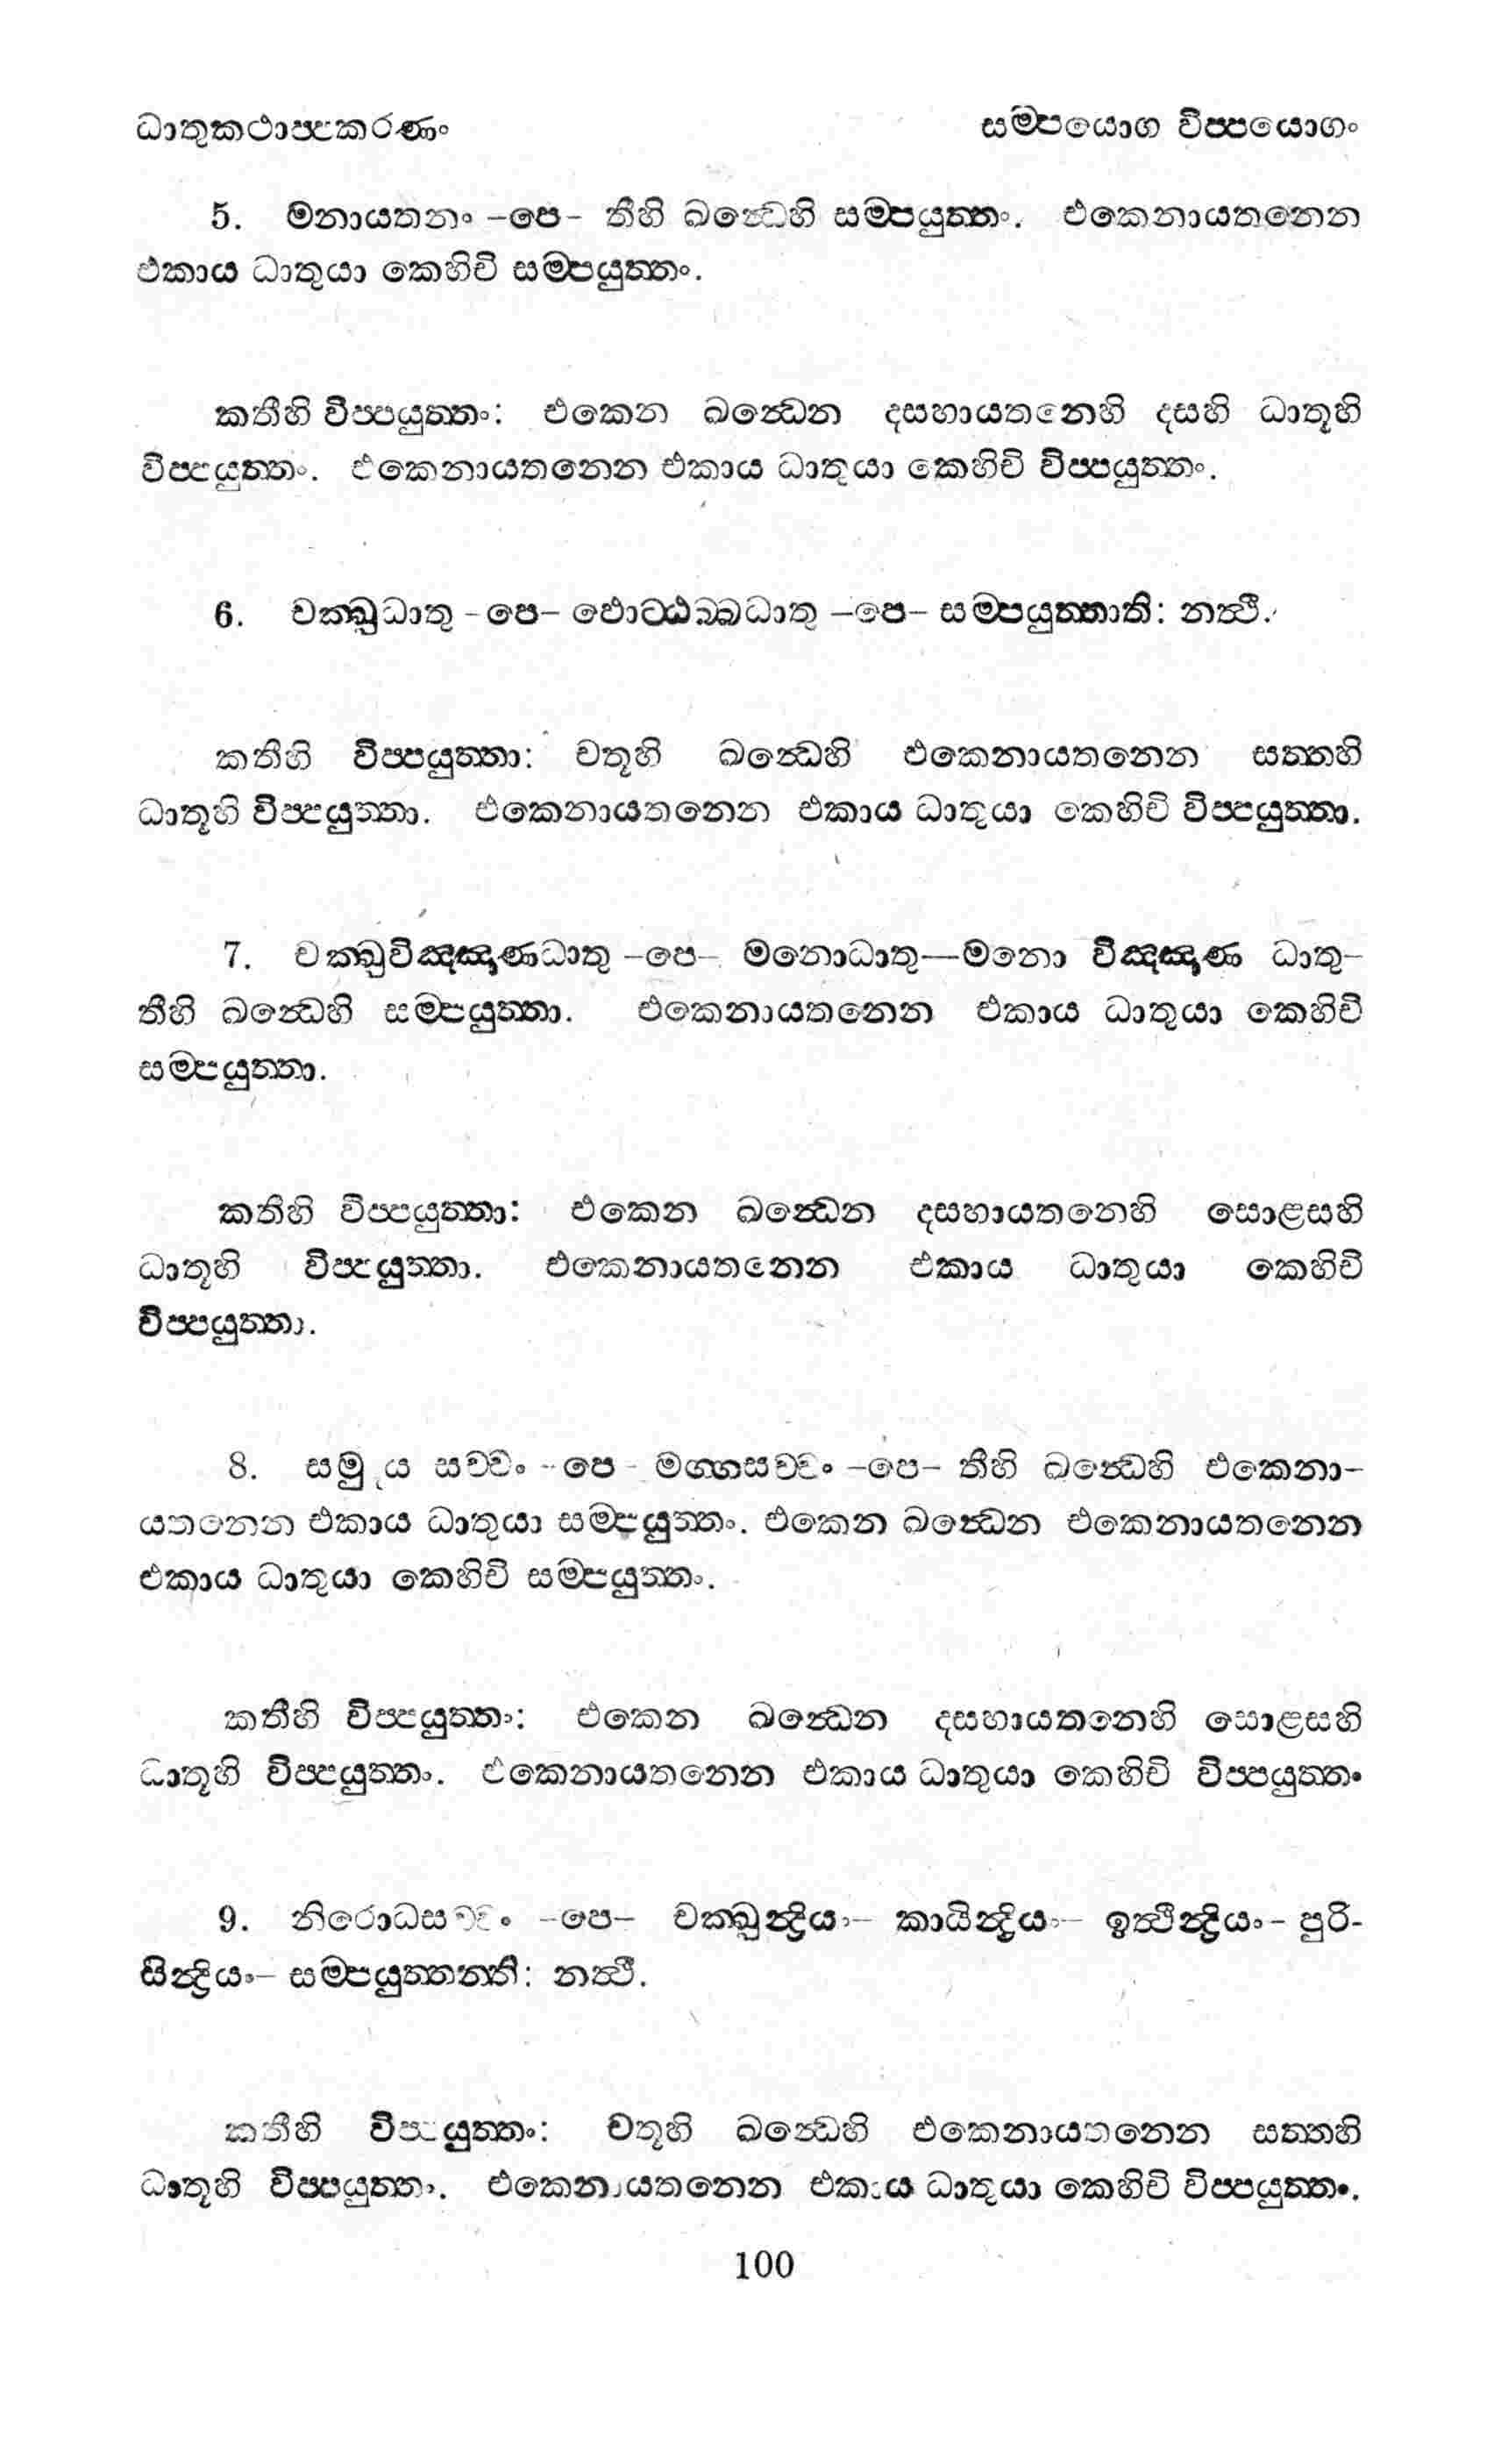 ධාතුකථාප්පකරණං සම්පයොග විප්පයොගං
5. මනායතනං –පෙ– තීහි ඛන්ධෙහි සම්පයුත්තං. එකෙනායතනෙන
එකාය ධාතුයා කෙහිචි සම්පයුත්තං.
කතීහි විප්පයුත්තං: එකෙන ඛන්ධෙන දසහායතනෙහි දසහි ධාතූහි
විප්පයුත්තං. එකෙනායතනෙන එකාය ධාතුයා කෙහිචි විප්පයුත්තං.
6. චක්ඛුධාතු –පෙ– ඵොට්ඨබ්බධාතු –පෙ– සම්පයුත්තාති: නත්ථි.
කතීහි විප්පයුත්තා: චතූහි ඛන්ධෙහි එකෙනායතනෙන සත්තහි
ධාතූහි විප්පයුත්තා. එකෙනායතනෙන එකාය ධාතුයා කෙහිචි විප්පයුත්තා.
7. චක්ඛුවිඤ්ඤාණධාතු –පෙ– මනොධාතු—මනො විඤ්ඤාණ ධාතු–
තීහි ඛන්ධෙහි සම්පයුත්තා. එකෙනායතනෙන එකාය ධාතුයා කෙහිචි
සම්පයුත්තා.
කතීහි විප්පයුත්තා: එකෙන ඛන්ධෙන දසහායතනෙහි සොළසහි
ධාතූහි විප්පයුත්තා. එකෙනායතනෙන එකාය ධාතුයා කෙහිචි
විප්පයුත්තා.
8. සමුදය සච්චං –පෙ– මග්ගසච්චං –පෙ– තීහි ඛන්ධෙහි එකෙනා–
යතනෙන එකාය ධාතුයා සම්පයුත්තං. එකෙන ඛන්ධෙන එකෙනායතනෙන
එකාය ධාතුයා කෙහිචි සම්පයුත්තං.
කතීහි විප්පයුත්තං: එකෙන ඛන්ධෙන දසහායතනෙහි සොළසහි
ධාතූහි විප්පයුත්තං. එකෙනායතනෙන එකාය ධාතුයා කෙහිචි විප්පයුත්තං
9. නිරොධසච්චං –පෙ– චක්ඛුන්ද්‍රියං– කායින්ද්‍රියං– ඉත්ථින්ද්‍රියං– පුරි-
සින්ද්‍රියං– සම්පයුත්තන්ති: නත්ථි.
කතීහි විප්පයුත්තං: චතූහි ඛන්ධෙහි එකෙනායතනෙන සත්තහි
ධාතූහි විප්පයුත්තං. එකෙනායතනෙන එකාය ධාතුයා කෙහිචි විප්පයුත්තං.
100